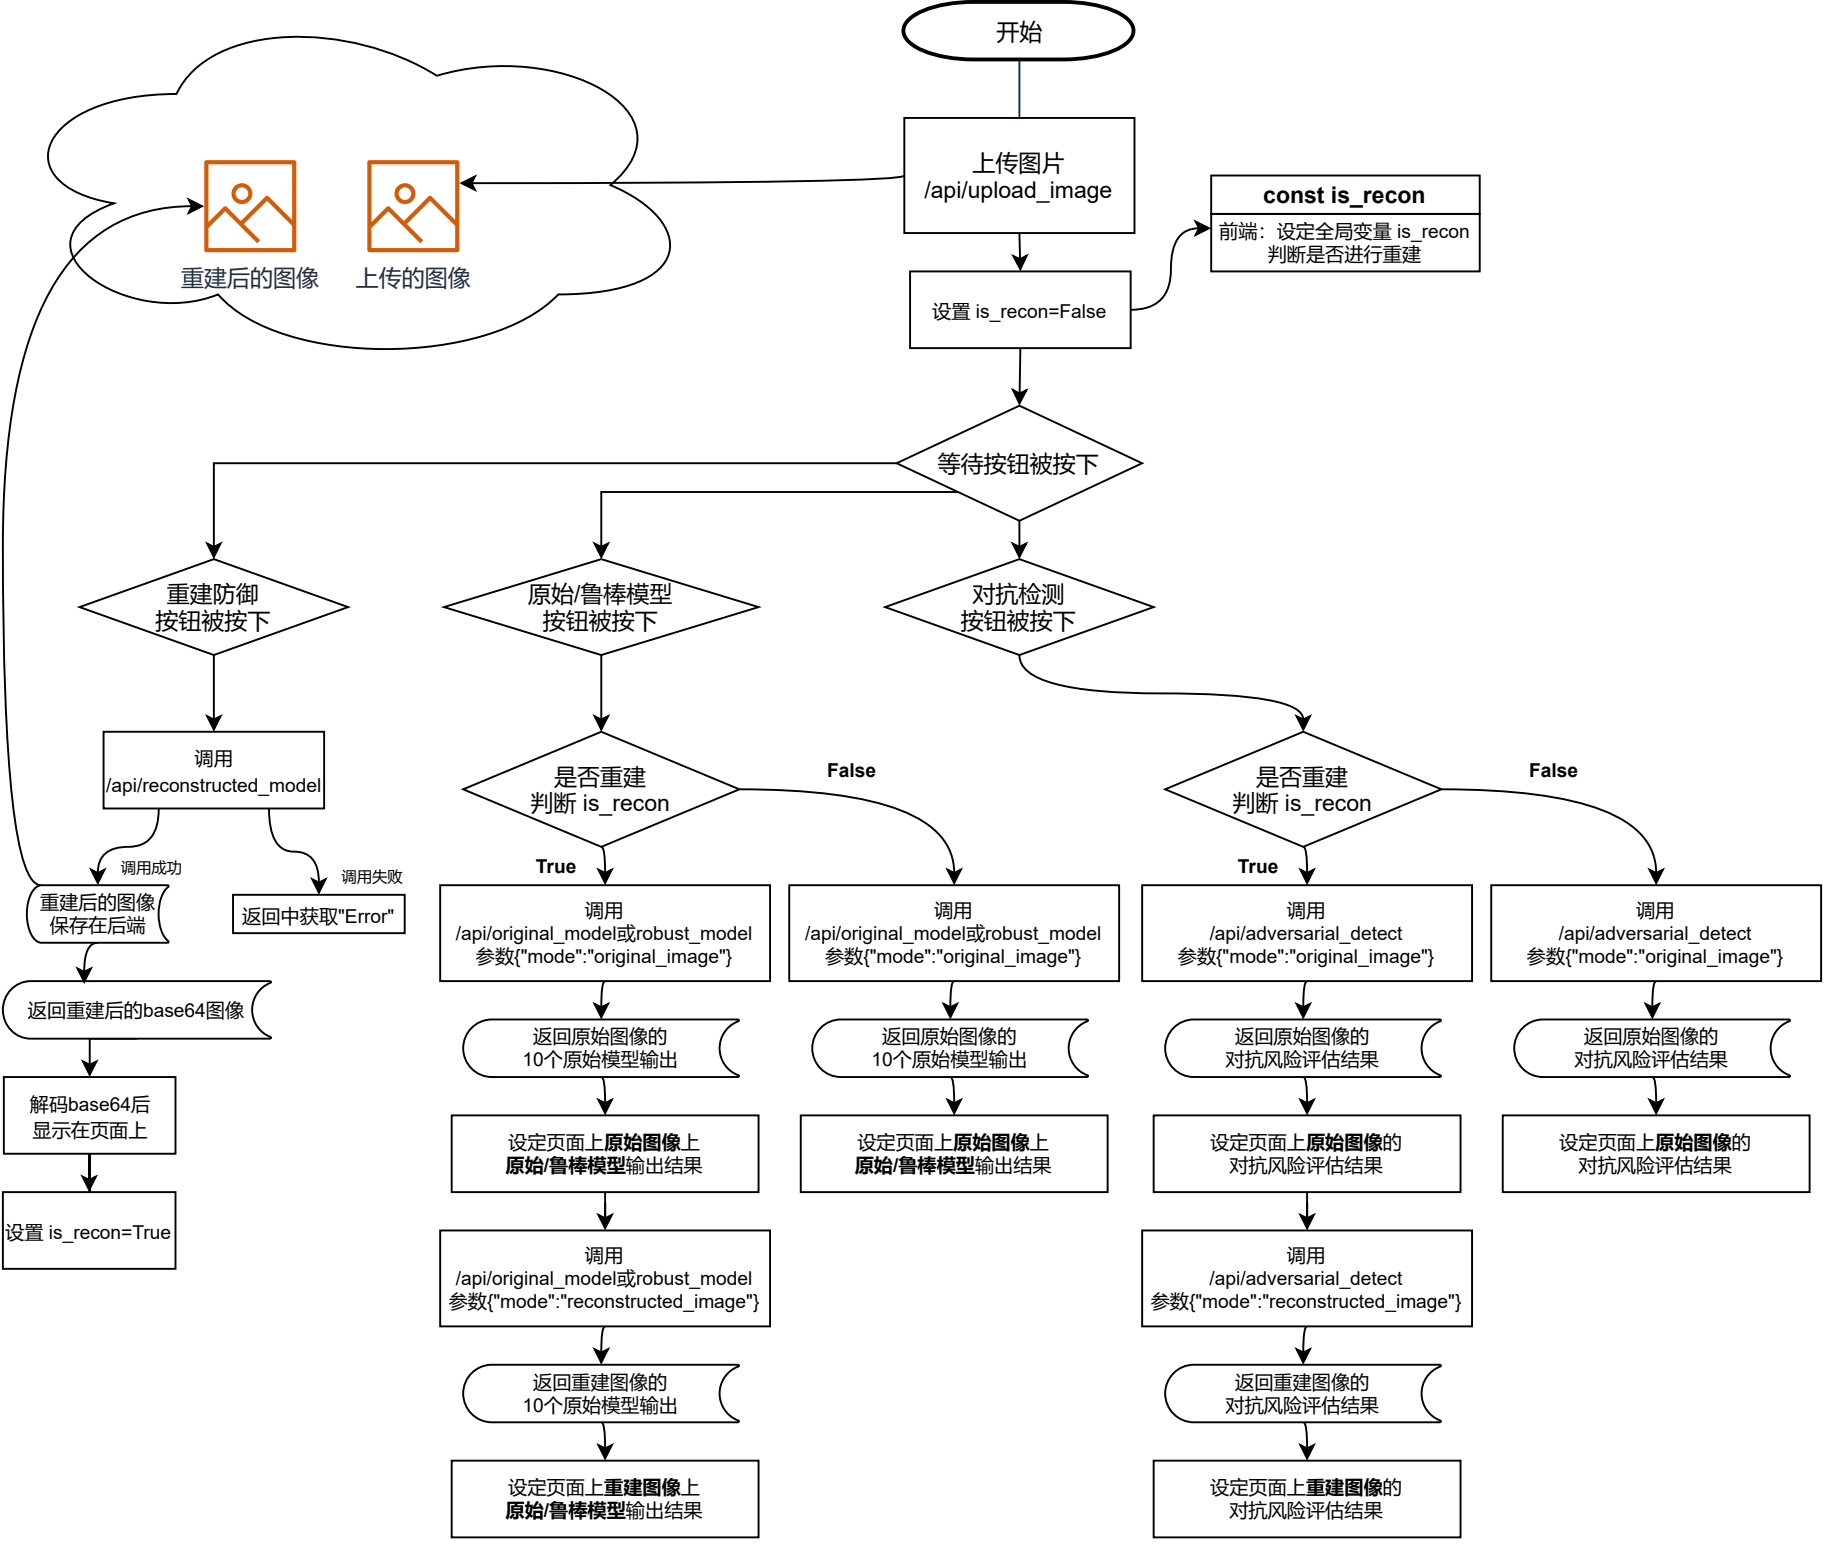 开始
上传图片
/api/upload_image
const is_recon
前端：设定全局变量 is_recon
判断是否进行重建
重建后的图像
上传的图像
设置 is_recon=False
等待按钮被按下
重建防御
按钮被按下
原始/鲁棒模型
按钮被按下
对抗检测
按钮被按下
调用
/api/reconstructed_model
是否重建
判断 is_recon
False
True
是否重建
判断 is_recon
False
True
调用成功
调用失败
重建后的图像
保存在后端
返回中获取"Error"
调用
/api/original_model或robust_model
参数{"mode":"original_image"}
调用
/api/original_model或robust_model
参数{"mode":"original_image"}
调用
/api/adversarial_detect
参数{"mode":"original_image"}
调用
/api/adversarial_detect
参数{"mode":"original_image"}
返回重建后的base64图像
返回原始图像的
10个原始模型输出
返回原始图像的
10个原始模型输出
返回原始图像的
对抗风险评估结果
返回原始图像的
对抗风险评估结果
解码base64后
显示在页面上
设定页面上原始图像上
原始/鲁棒模型输出结果
设定页面上原始图像上
原始/鲁棒模型输出结果
设定页面上原始图像的
对抗风险评估结果
设定页面上原始图像的
对抗风险评估结果
设置 is_recon=True
调用
/api/original_model或robust_model
参数{"mode":"reconstructed_image"}
调用
/api/adversarial_detect
参数{"mode":"reconstructed_image"}
返回重建图像的
10个原始模型输出
返回重建图像的
对抗风险评估结果
设定页面上重建图像上
原始/鲁棒模型输出结果
设定页面上重建图像的
对抗风险评估结果